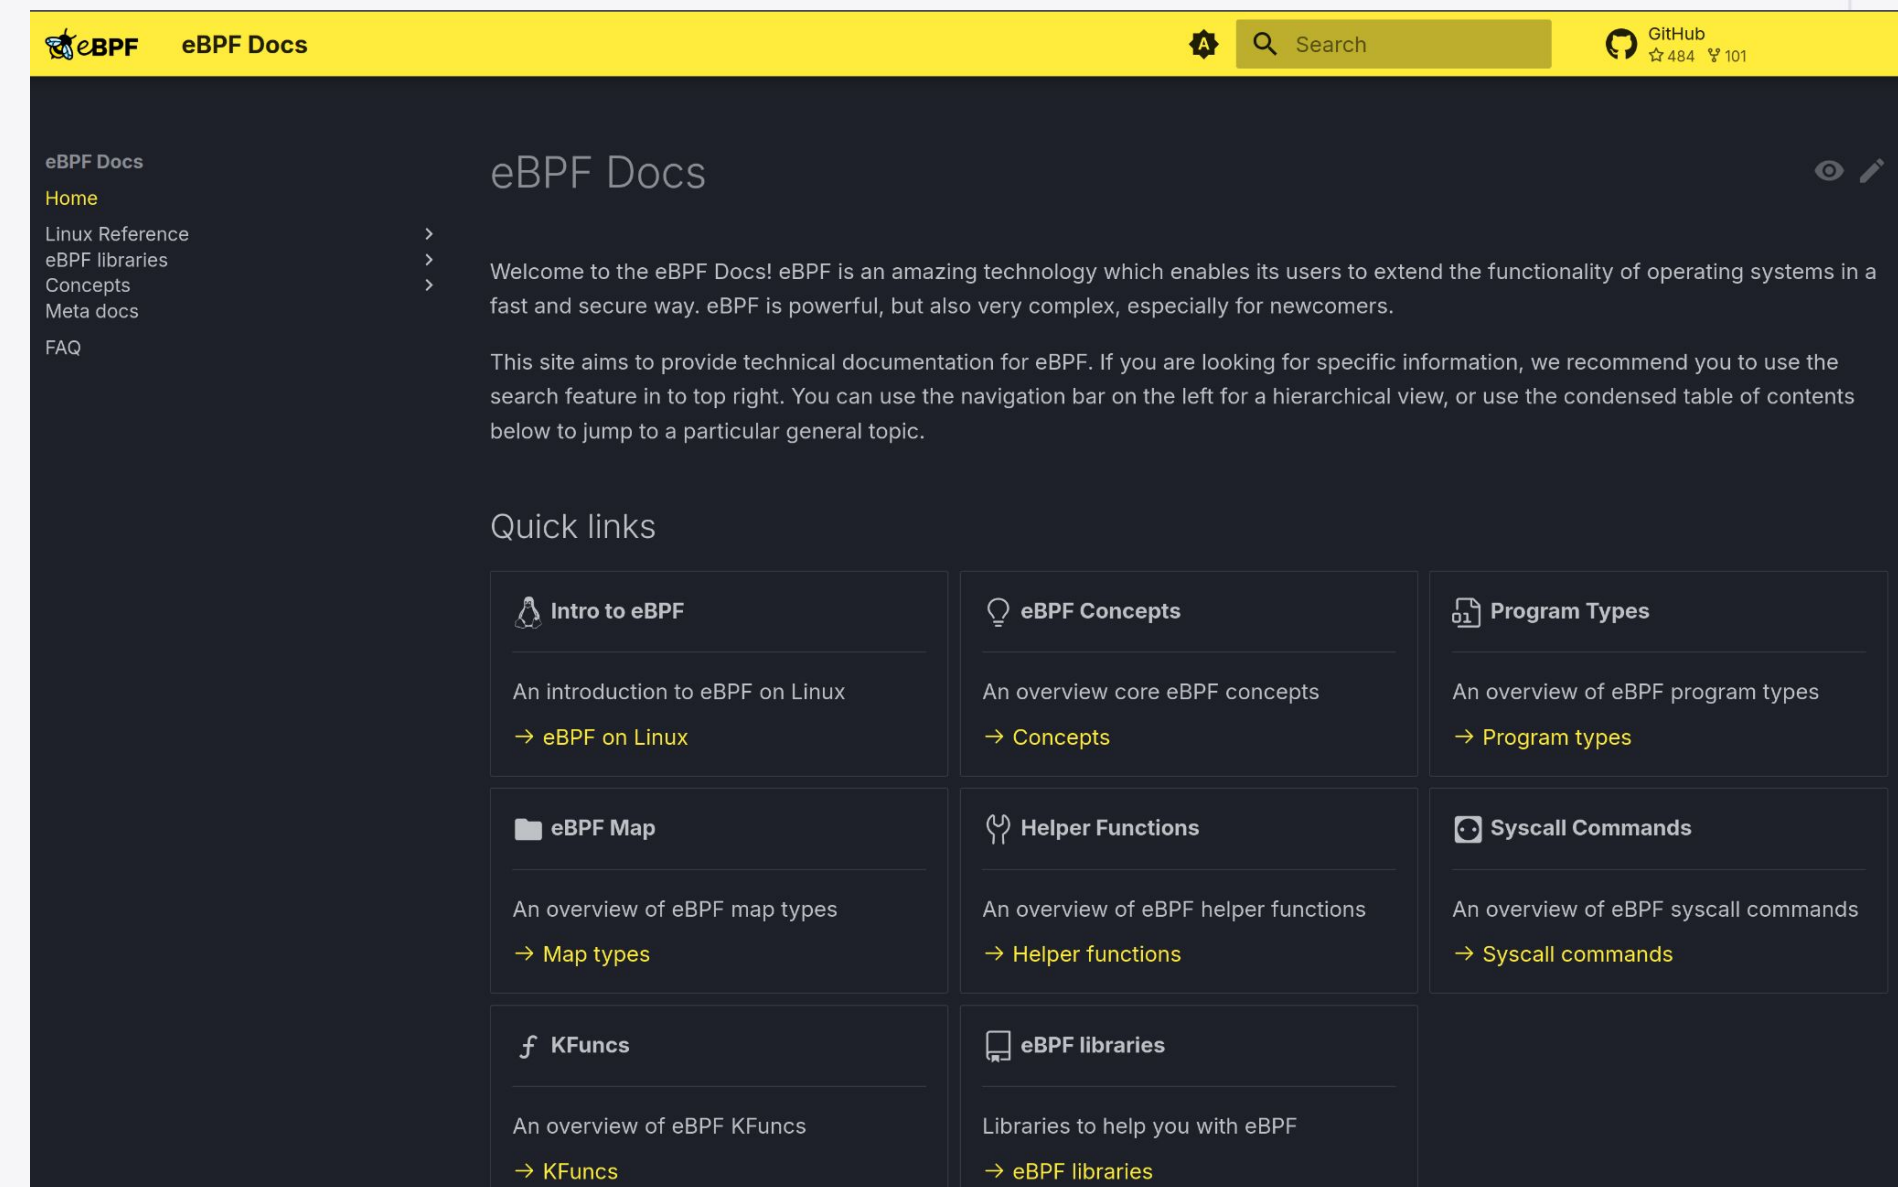 eBPF
eBPF Docs
A
Search
GitHub
484 101
eBPF Docs
Home
Linux Reference
eBPF libraries
Concepts
Meta docs
FAQ
eBPF Docs
Welcome to the eBPF Docs! eBPF is an amazing technology which enables its users to extend the functionality of operating systems in a
fast and secure way. eBPF is powerful, but also very complex, especially for newcomers.
This site aims to provide technical documentation for eBPF. If you are looking for specific information, we recommend you to use the
search feature in to top right. You can use the navigation bar on the left for a hierarchical view, or use the condensed table of contents
below to jump to a particular general topic.
Quick links
Intro to eBPF
An introduction to eBPF on Linux
→ eBPF on Linux
eBPF Concepts
An overview core eBPF concepts
→ Concepts
01 Program Types
An overview of eBPF program types
→ Program types
eBPF Map
An overview of eBPF map types
→ Map types
Helper Functions
An overview of eBPF helper functions
→ Helper functions
Syscall Commands
An overview of eBPF syscall commands
→ Syscall commands
f KFuncs
An overview of eBPF KFuncs
→ KFuncs
eBPF libraries
Libraries to help you with eBPF
→ eBPF libraries